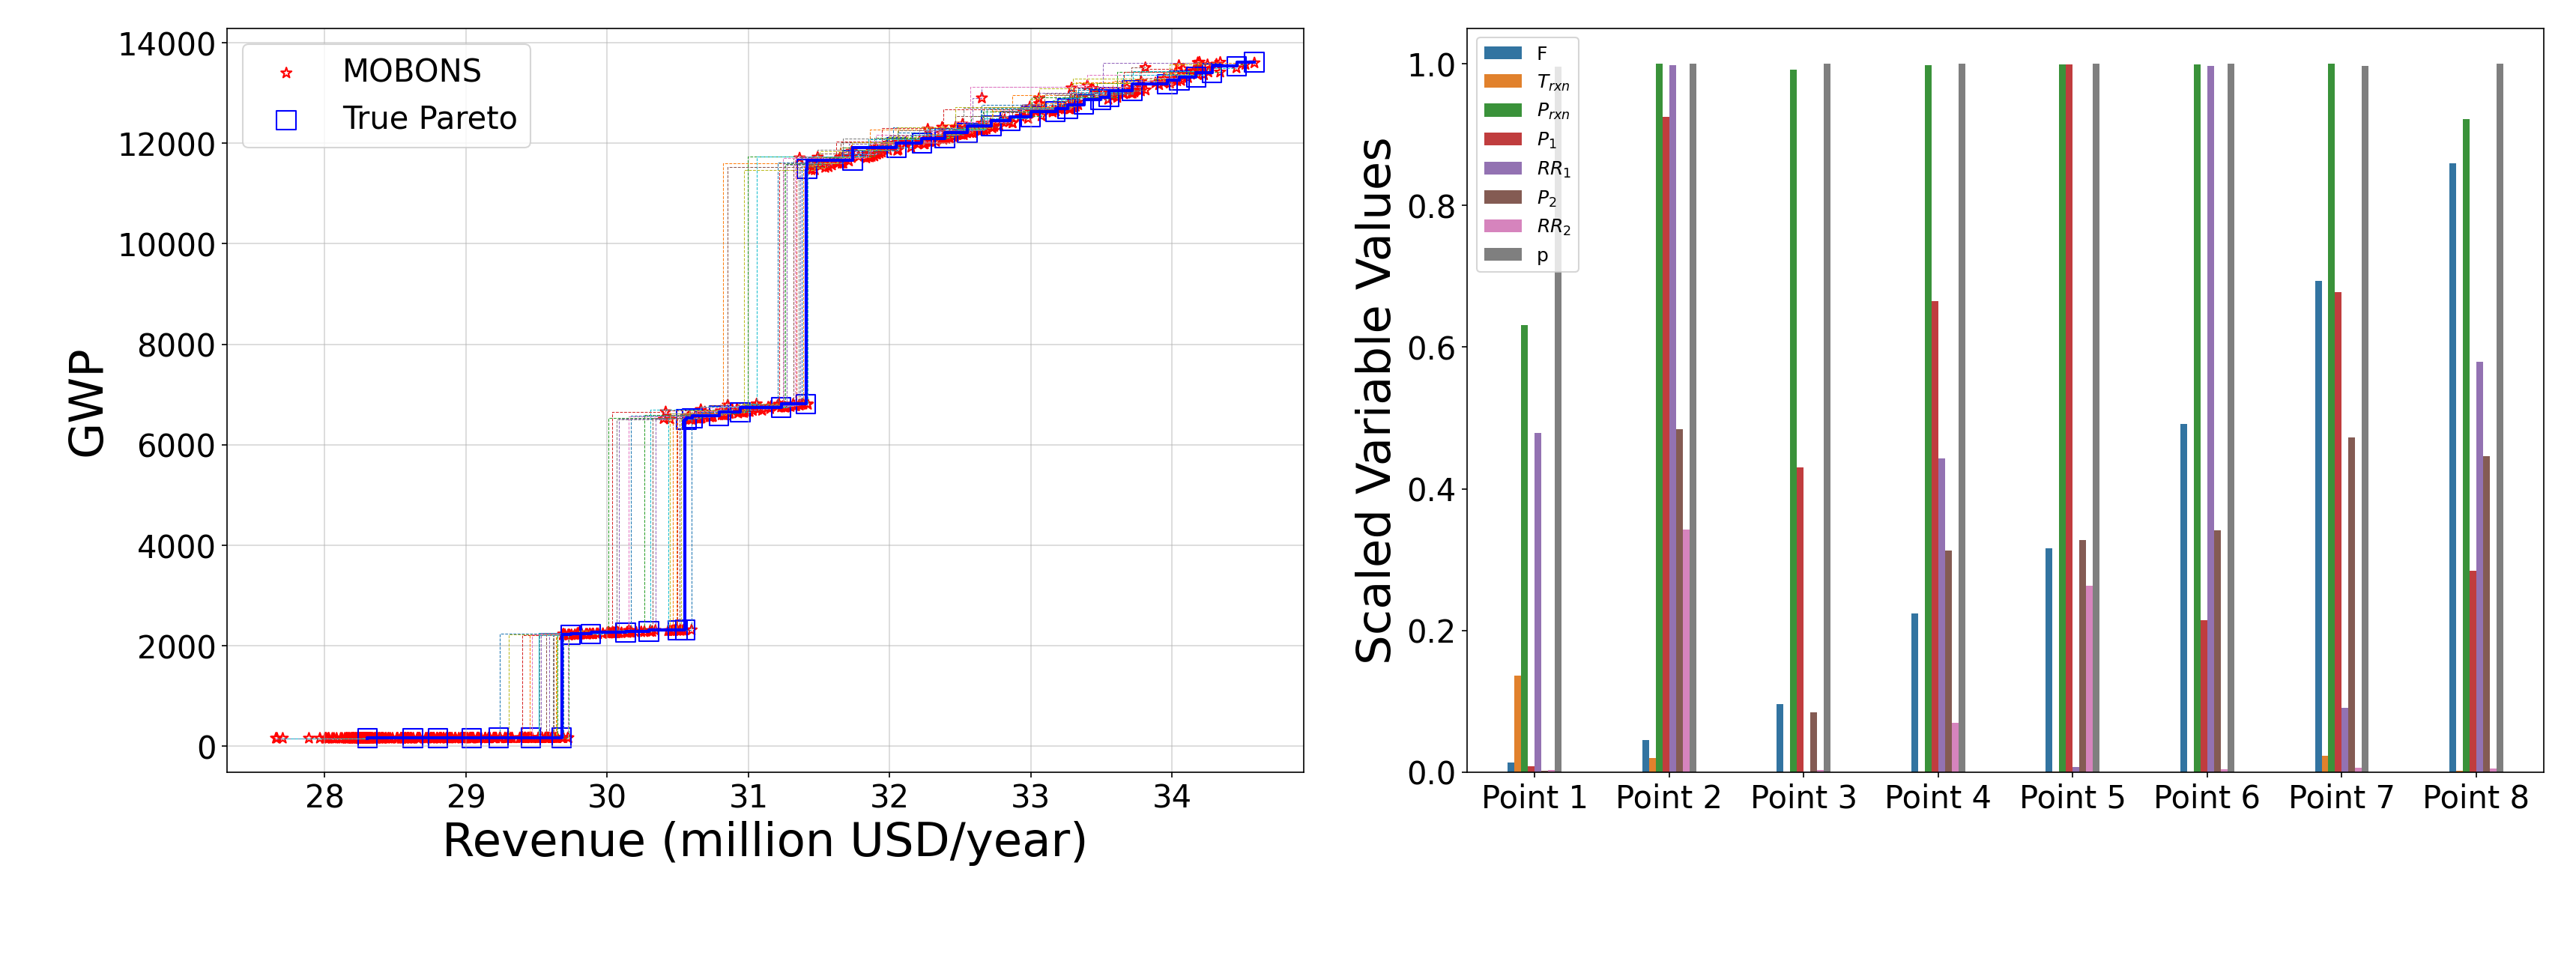 14000
12000
10000
8000
6000
4000
2000
0
GWP
MOBONS
True Pareto
28 29 30 31 32 33 34
Revenue (million USD/year)
1.0
0.8
0.6
0.4
0.2
0.0
Scaled Variable Values
F
T_rxn
P_rxn
P_1
RR_1
P_2
RR_2
p
Point 1 Point 2 Point 3 Point 4 Point 5 Point 6 Point 7 Point 8